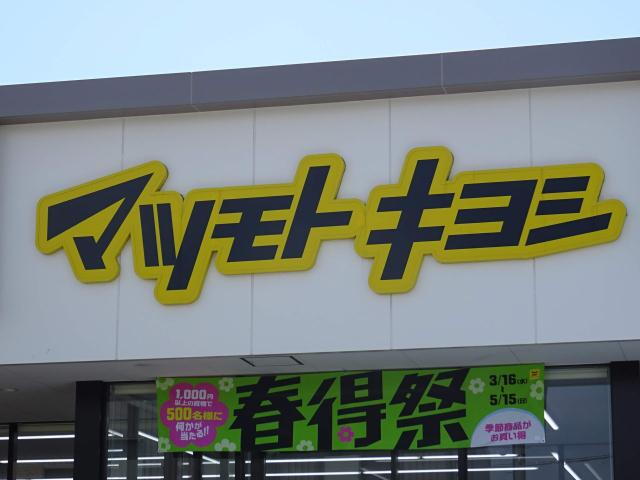 マツモトキヨシ
1,000円
以上の買物で
500名様に
何かが
当たる!!
春得祭
3/16(水)
~
5/15(日)
季節商品が
お買い得